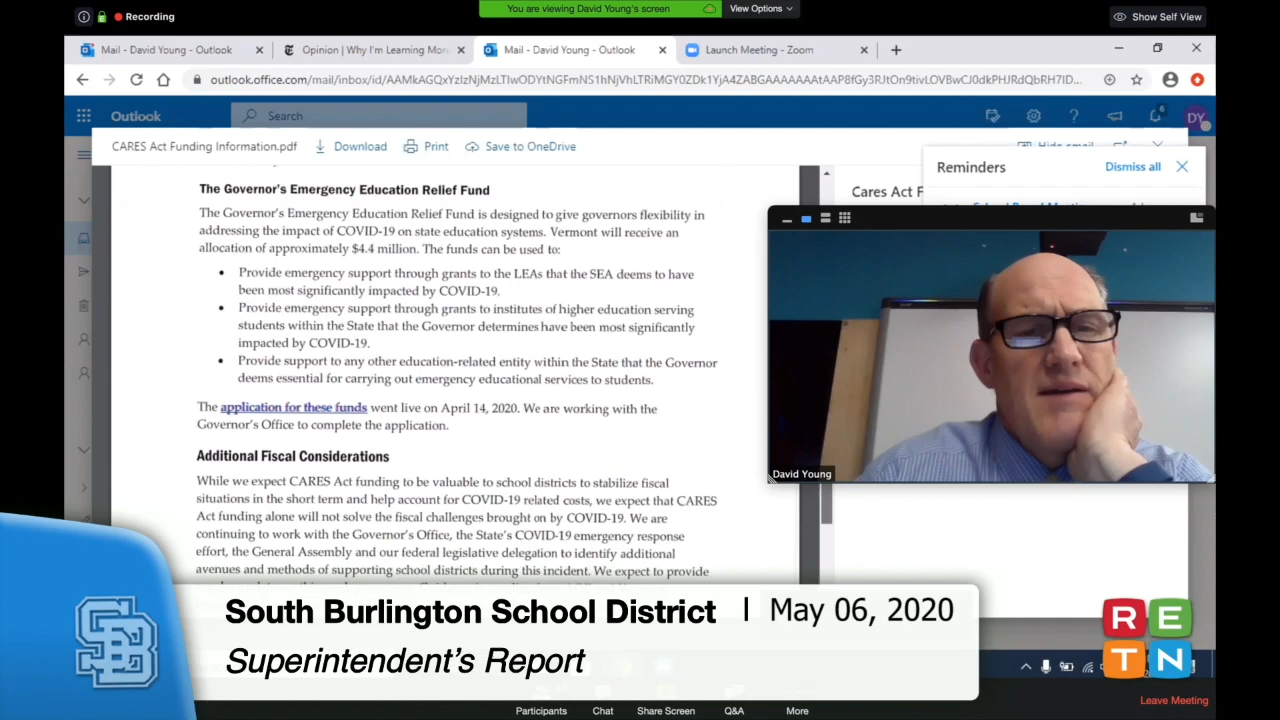 Recording
You are viewing David Young's screen
View Options
Show Self View
Mail - David Young - Outlook
Opinion | Why I'm Learning Mor
Mail - David Young - Outlook
Launch Meeting - Zoom
Outlook
Search
6
DY
CARES Act Funding Information.pdf
Download
Print
Save to OneDrive
Hide email
Reminders
Dismiss all
Cares Act F
The Governor's Emergency Education Relief Fund
The Governor's Emergency Education Relief Fund is designed to give governors flexibility in
addressing the impact of COVID-19 on state education systems. Vermont will receive an
allocation of approximately $4.4 million. The funds can be used to:
• Provide emergency support through grants to the LEAs that the SEA deems to have
been most significantly impacted by COVID-19.
• Provide emergency support through grants to institutes of higher education serving
students within the State that the Governor determines have been most significantly
impacted by COVID-19.
• Provide support to any other education-related entity within the State that the Governor
deems essential for carrying out emergency educational services to students.
The application for these funds went live on April 14, 2020. We are working with the
Governor's Office to complete the application.
Additional Fiscal Considerations
While we expect CARES Act funding to be valuable to school districts to stabilize fiscal
situations in the short term and help account for COVID-19 related costs, we expect that CARES
Act funding alone will not solve the fiscal challenges brought on by COVID-19. We are
continuing to work with the Governor's Office, the State's COVID-19 emergency response
effort, the General Assembly and our federal legislative delegation to identify additional
avenues and methods of supporting school districts during this incident. We expect to provide
David Young
SB
South Burlington School District | May 06, 2020
Superintendent's Report
RETN
Leave Meeting
Participants
Chat
Share Screen
Q&A
More